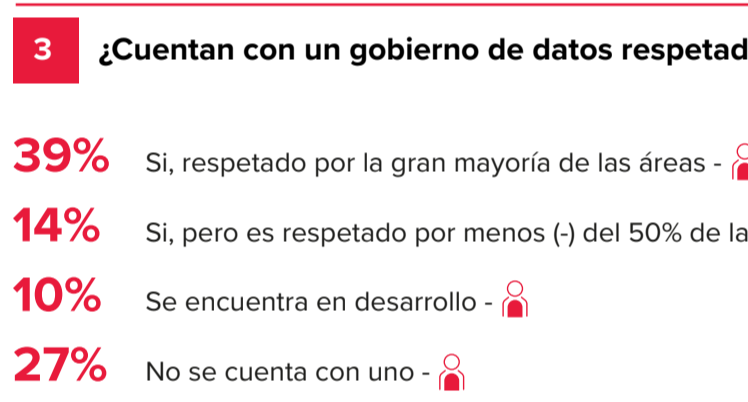 3 ¿Cuentan con un gobierno de datos respetad
39% Si, respetado por la gran mayoría de las áreas -
14% Si, pero es respetado por menos (-) del 50% de la
10% Se encuentra en desarrollo -
27% No se cuenta con uno -